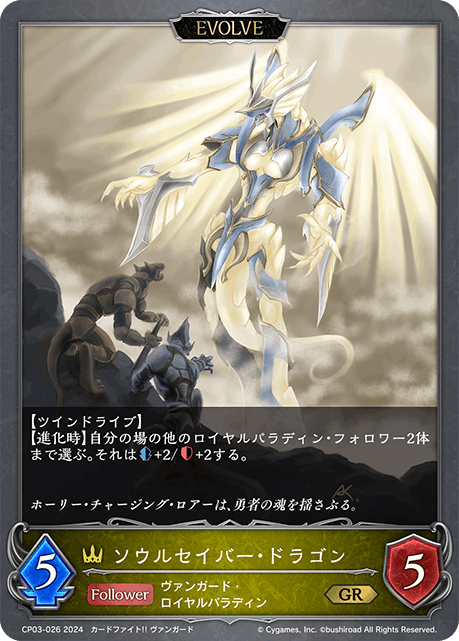 EVOLVE
【ツインドライブ】
【進化時】自分の場の他のロイヤルパラディン・フォロワー2体
まで選ぶ。それは+2/+2する。
AK
ホーリー・チャージング・ロアーは、勇者の魂を揺さぶる。
5
ソウルセイバー・ドラゴン
5
Follower
ヴァンガード・
ロイヤルパラディン
GR
CP03-026 2024 カードファイト!! ヴァンガード
© Cygames, Inc. ©bushiroad All Rights Reserved.